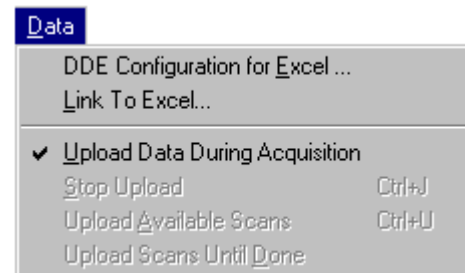 Data
DDE Configuration for Excel ...
Link To Excel...
Upload Data During Acquisition
Stop Upload Ctrl+J
Upload Available Scans Ctrl+U
Upload Scans Until Done